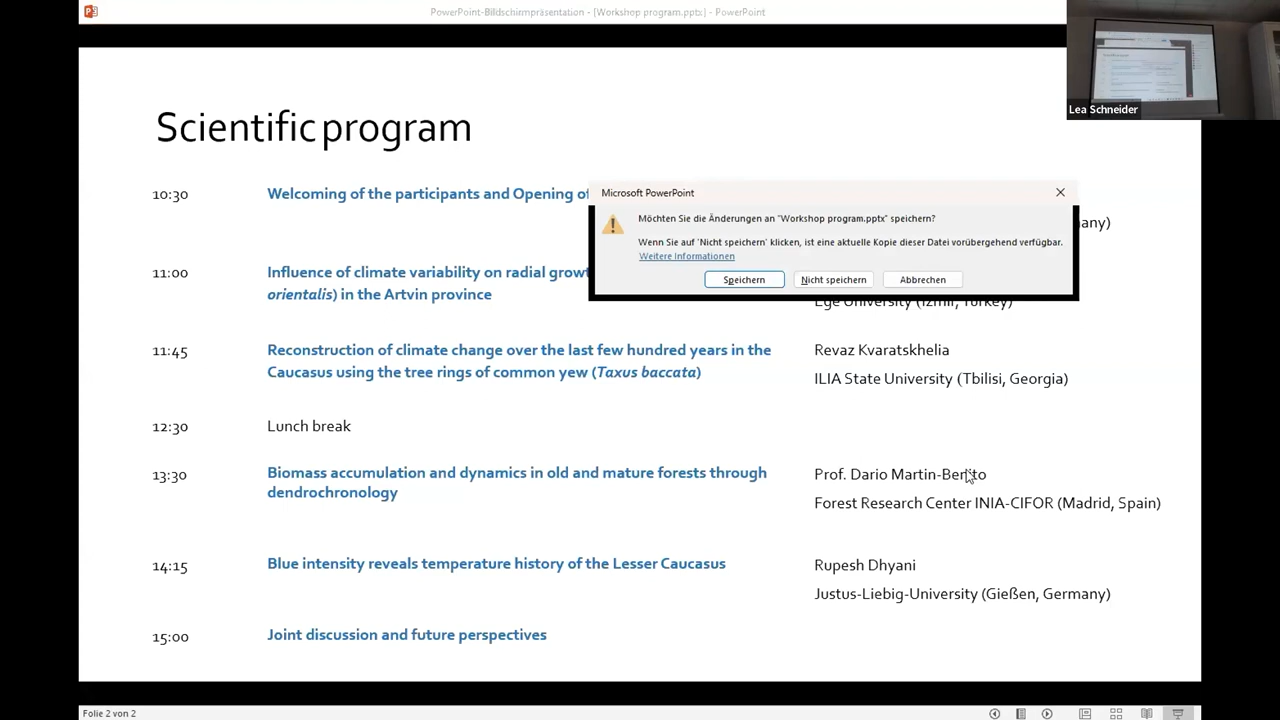 PowerPoint-Bildschirmpräsentation - [Workshop program.pptx] - PowerPoint
Lea Schneider
Scientific program
10:30 Welcoming of the participants and Opening of
any)
Microsoft PowerPoint
Möchten Sie die Änderungen an "Workshop program.pptx" speichern?
Wenn Sie auf 'Nicht speichern' klicken, ist eine aktuelle Kopie dieser Datei vorübergehend verfügbar.
Weitere Informationen
Speichern Nicht speichern Abbrechen
11:00 Influence of climate variability on radial growt
orientalis) in the Artvin province
Ege University (Izmir, Turkey)
11:45 Reconstruction of climate change over the last few hundred years in the Revaz Kvaratskhelia
Caucasus using the tree rings of common yew (Taxus baccata) ILIA State University (Tbilisi, Georgia)
12:30 Lunch break
13:30 Biomass accumulation and dynamics in old and mature forests through Prof. Dario Martin-Benito
dendrochronology Forest Research Center INIA-CIFOR (Madrid, Spain)
14:15 Blue intensity reveals temperature history of the Lesser Caucasus Rupesh Dhyani
Justus-Liebig-University (Gießen, Germany)
15:00 Joint discussion and future perspectives
Folie 2 von 2